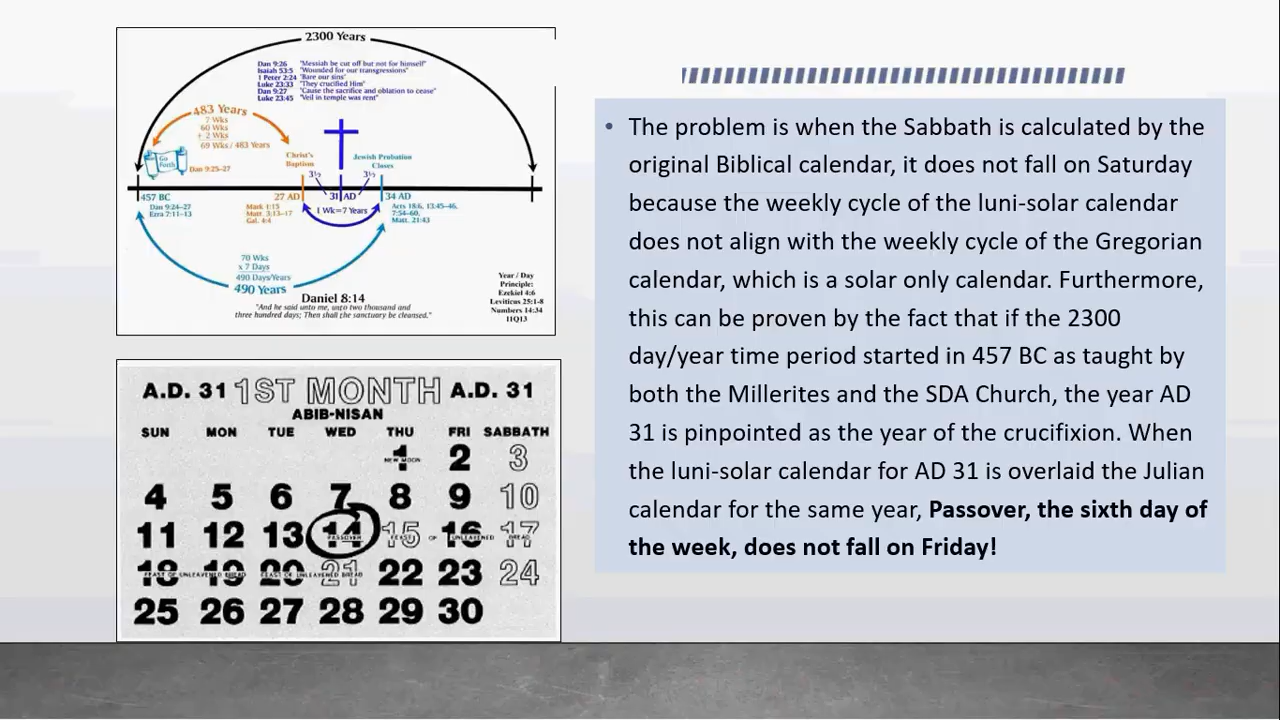 2300 Years
Dan 9:26 "Messiah be cut off but not for himself"
Isaiah 53:5 "Wounded for our transgressions"
1 Peter 2:24 "Bare our sins"
Luke 23:33 "They crucified Him"
Dan 9:27 "Cause the sacrifice and oblation to cease"
Luke 23:45 "Veil in temple was rent"
483 Years
7 Wks
60 Wks
+ 2 Wks
69 Wks / 483 Years
Go Forth
Dan 9:25-27
Christ's
Baptism
Jewish Probation
Closes
3½ 3½
457 BC 27 AD 31 AD 34 AD
Dan 9:24-27
Ezra 7:11-13
Mark 1:15
Matt. 3:13-17
Gal. 4:4
1 Wk=7 Years
Acts 18:6, 13:45-46,
7:54-60,
Matt. 21:43
70 Wks
x 7 Days
490 Days/Years
490 Years
Year / Day
Principle:
Ezekiel 4:6
Leviticus 25:1-8
Numbers 14:34
11Q13
Daniel 8:14
"And he said unto me, unto two thousand and
three hundred days; Then shall the sanctuary be cleansed."
A.D. 31 1ST MONTH A.D. 31
ABIB-NISAN
SUN MON TUE WED THU FRI SABBATH
1 2 3
NEW MOON
4 5 6 7 8 9 10
11 12 13 14 15 16 17
PASSOVER FEAST OF UNLEAVENED BREAD
18 19 20 21 22 23 24
FEAST OF UNLEAVENED BREAD FEAST OF UNLEAVENED BREAD
25 26 27 28 29 30
• The problem is when the Sabbath is calculated by the
original Biblical calendar, it does not fall on Saturday
because the weekly cycle of the luni-solar calendar
does not align with the weekly cycle of the Gregorian
calendar, which is a solar only calendar. Furthermore,
this can be proven by the fact that if the 2300
day/year time period started in 457 BC as taught by
both the Millerites and the SDA Church, the year AD
31 is pinpointed as the year of the crucifixion. When
the luni-solar calendar for AD 31 is overlaid the Julian
calendar for the same year, Passover, the sixth day of
the week, does not fall on Friday!